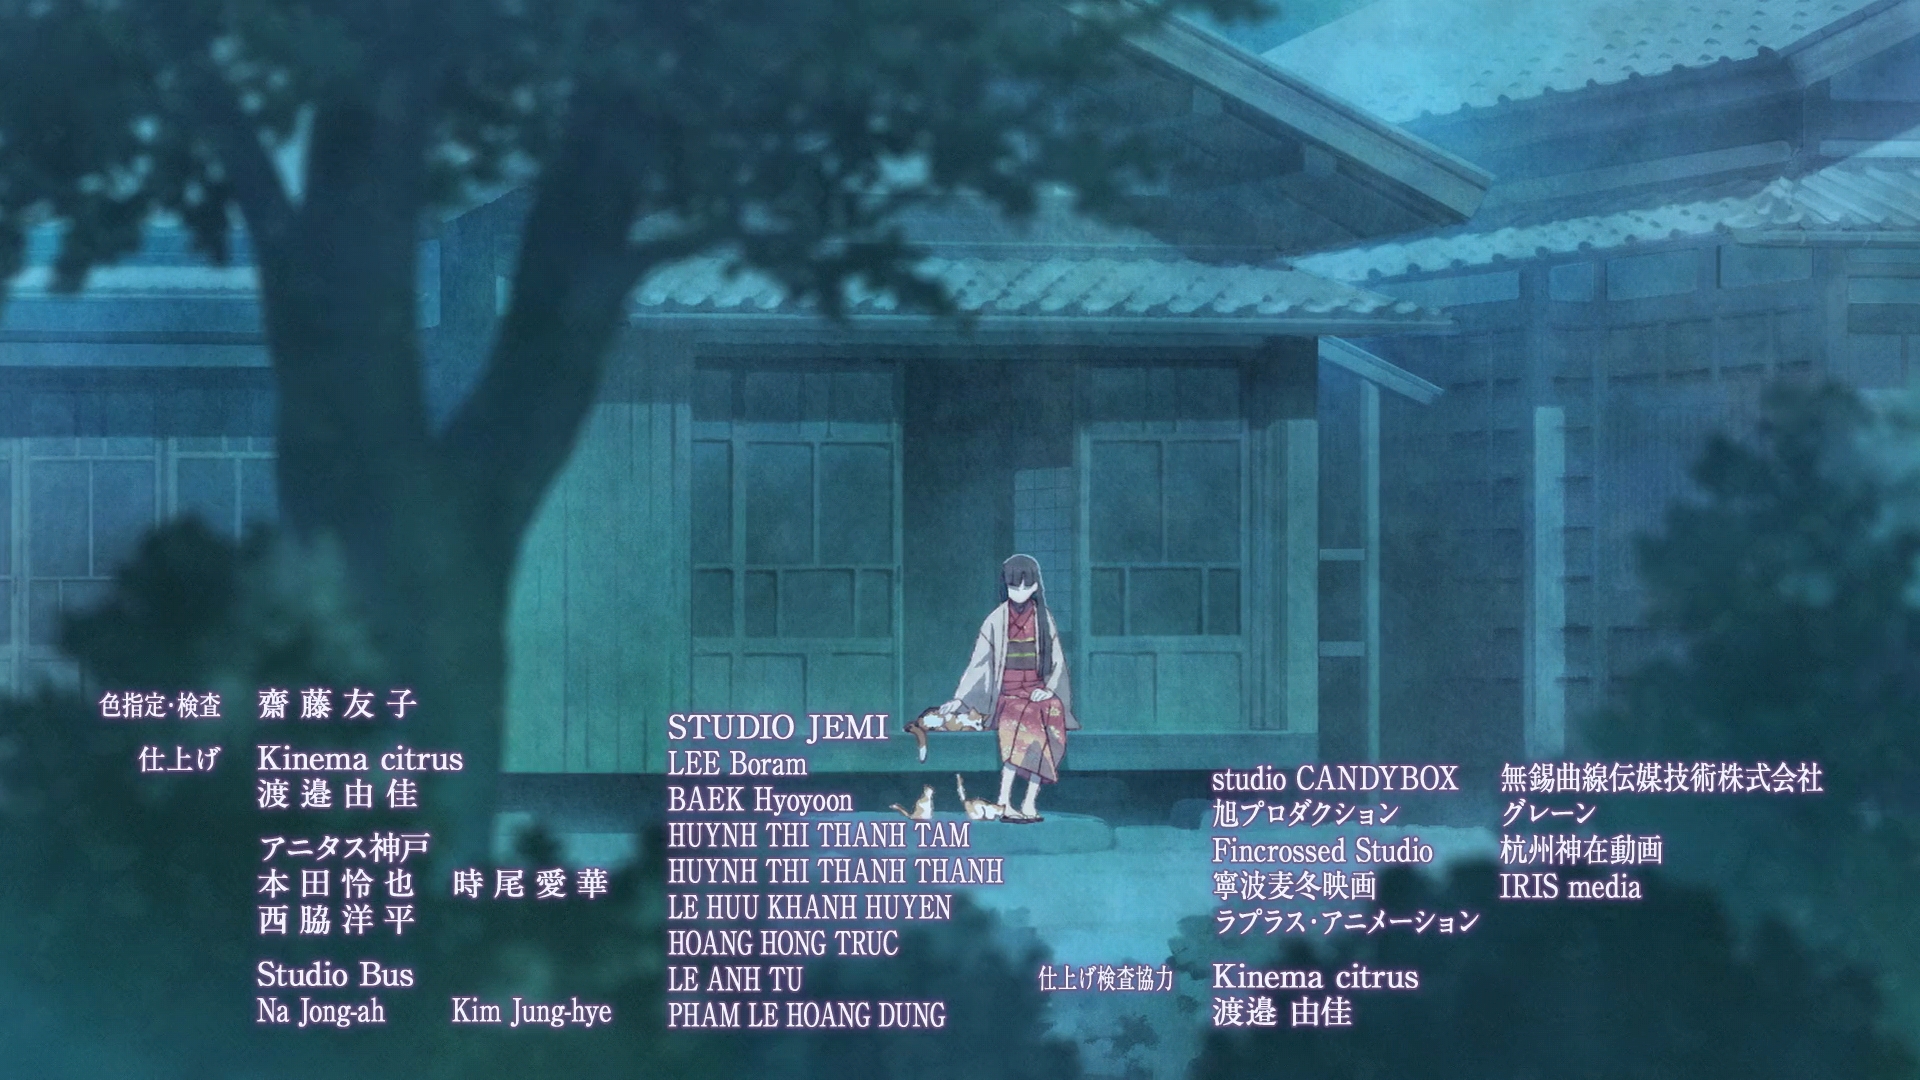 色指定･検査 齋藤友子
仕上げ Kinema citrus
渡邉由佳
アニタス神戸
本田怜也 時尾愛華
西脇洋平
Studio Bus
Na Jong-ah Kim Jung-hye
STUDIO JEMI
LEE Boram
BAEK Hyoyoon
HUYNH THI THANH TAM
HUYNH THI THANH THANH
LE HUU KHANH HUYEN
HOANG HONG TRUC
LE ANH TU
PHAM LE HOANG DUNG
studio CANDYBOX
旭プロダクション
Fincrossed Studio
寧波麦冬映画
ラプラス･アニメーション
無錫曲線伝媒技術株式会社
グレーン
杭州神在動画
IRIS media
仕上げ検査協力 Kinema citrus
渡邉 由佳